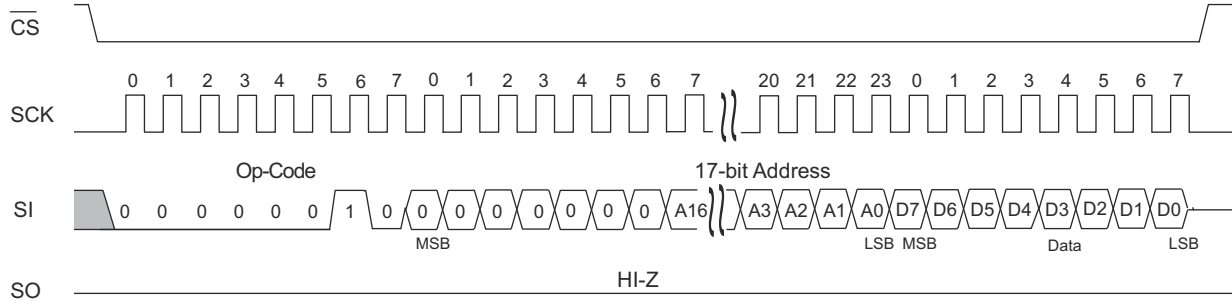 CS
0 1 2 3 4 5 6 7 0 1 2 3 4 5 6 7 20 21 22 23 0 1 2 3 4 5 6 7
SCK
Op-Code 17-bit Address
SI 0 0 0 0 0 0 1 0 0 0 0 0 0 0 0 A16 A3 A2 A1 A0 D7 D6 D5 D4 D3 D2 D1 D0
MSB LSB MSB Data LSB
HI-Z
SO